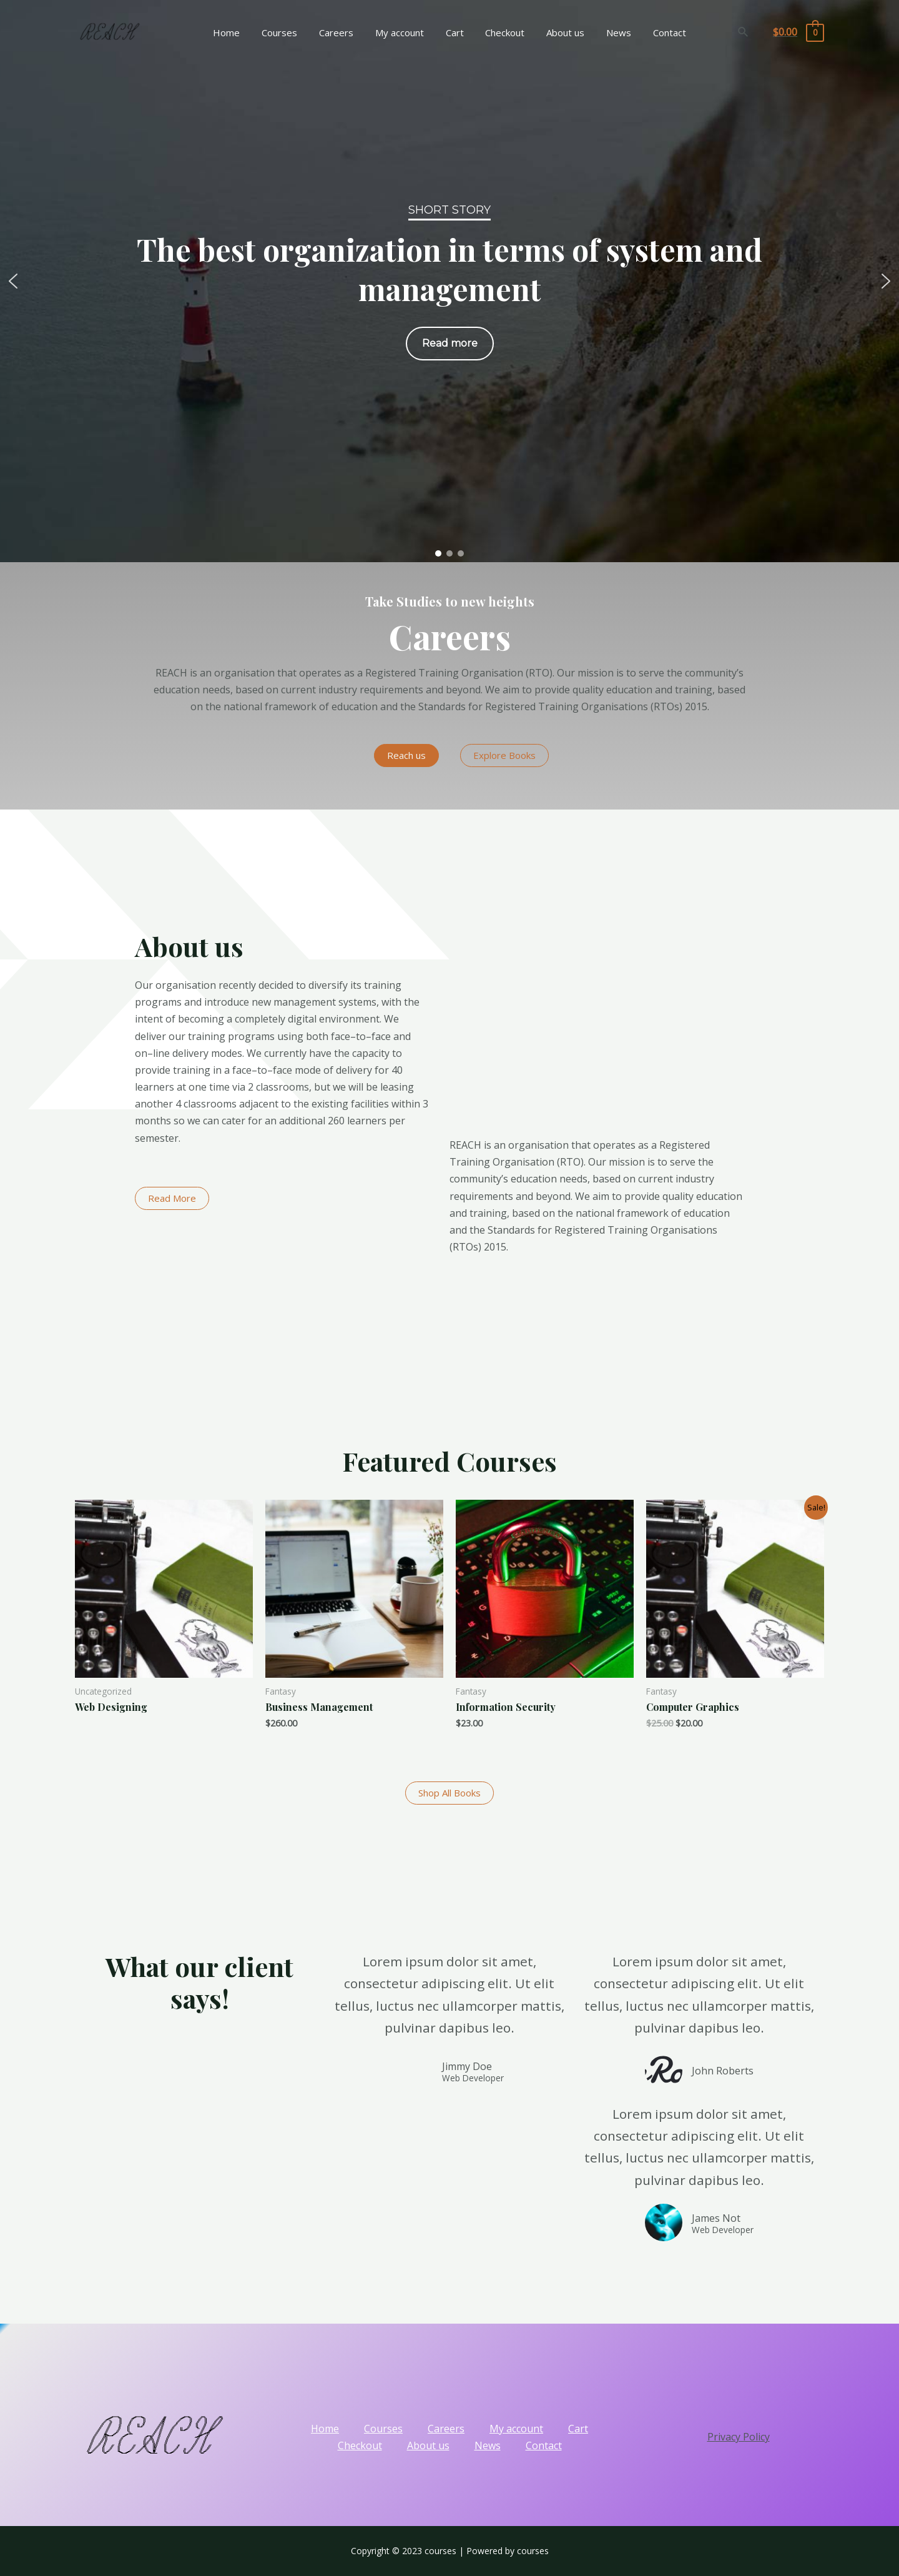 REACH
Home Courses Careers My account Cart Checkout About us News Contact
$0.00 0
SHORT STORY
The best organization in terms of system and
management
Read more
Take Studies to new heights
Careers
REACH is an organisation that operates as a Registered Training Organisation (RTO). Our mission is to serve the community’s
education needs, based on current industry requirements and beyond. We aim to provide quality education and training, based
on the national framework of education and the Standards for Registered Training Organisations (RTOs) 2015.
Reach us Explore Books
About us
Our organisation recently decided to diversify its training
programs and introduce new management systems, with the
intent of becoming a completely digital environment. We
deliver our training programs using both face–to–face and
on–line delivery modes. We currently have the capacity to
provide training in a face–to–face mode of delivery for 40
learners at one time via 2 classrooms, but we will be leasing
another 4 classrooms adjacent to the existing facilities within 3
months so we can cater for an additional 260 learners per
semester.
Read More
REACH is an organisation that operates as a Registered
Training Organisation (RTO). Our mission is to serve the
community’s education needs, based on current industry
requirements and beyond. We aim to provide quality education
and training, based on the national framework of education
and the Standards for Registered Training Organisations
(RTOs) 2015.
Featured Courses
Sale!
Uncategorized
Web Designing
Fantasy
Business Management
$260.00
Fantasy
Information Security
$23.00
Fantasy
Computer Graphics
$25.00 $20.00
Shop All Books
What our client
says!
Lorem ipsum dolor sit amet,
consectetur adipiscing elit. Ut elit
tellus, luctus nec ullamcorper mattis,
pulvinar dapibus leo.
Jimmy Doe
Web Developer
Lorem ipsum dolor sit amet,
consectetur adipiscing elit. Ut elit
tellus, luctus nec ullamcorper mattis,
pulvinar dapibus leo.
Ro
John Roberts
Lorem ipsum dolor sit amet,
consectetur adipiscing elit. Ut elit
tellus, luctus nec ullamcorper mattis,
pulvinar dapibus leo.
James Not
Web Developer
REACH
Home Courses Careers My account Cart
Checkout About us News Contact
Privacy Policy
Copyright © 2023 courses | Powered by courses